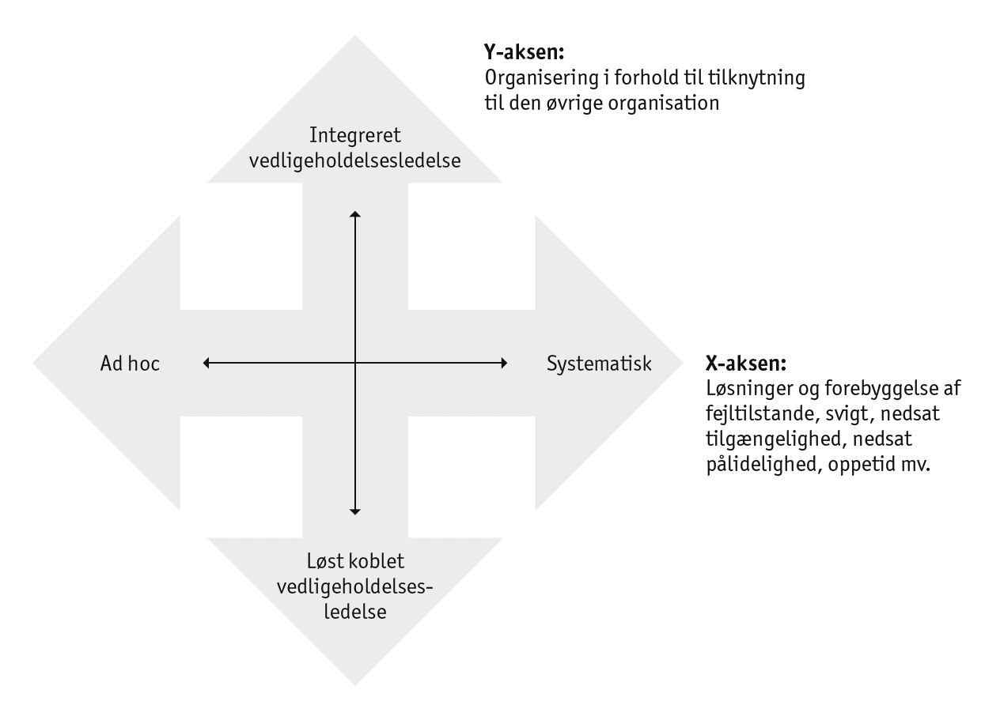 Y-aksen:
Organisering i forhold til tilknytning
til den øvrige organisation
Integreret
vedligeholdelsesledelse
Ad hoc
Systematisk
X-aksen:
Løsninger og forebyggelse af
fejltilstande, svigt, nedsat
tilgængelighed, nedsat
pålidelighed, oppetid mv.
Løst koblet
vedligeholdelses-
ledelse